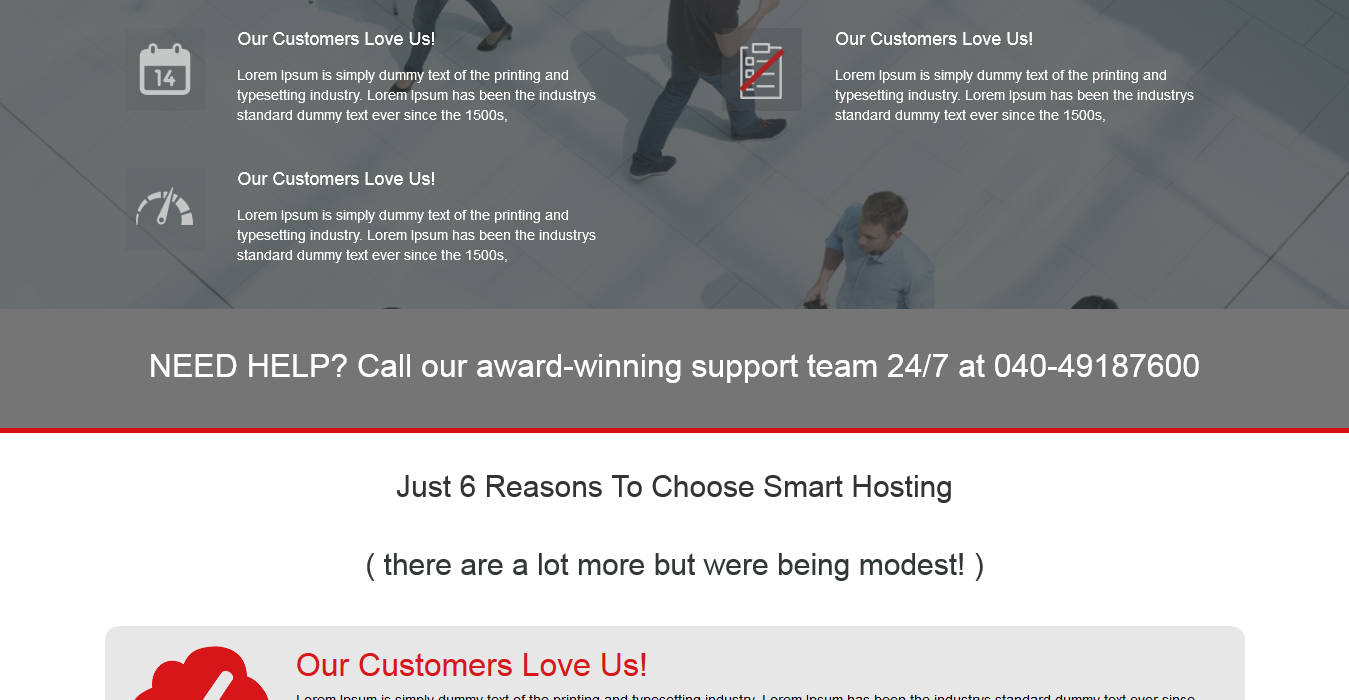 14
Our Customers Love Us!
Lorem Ipsum is simply dummy text of the printing and
typesetting industry. Lorem Ipsum has been the industrys
standard dummy text ever since the 1500s,
Our Customers Love Us!
Lorem Ipsum is simply dummy text of the printing and
typesetting industry. Lorem Ipsum has been the industrys
standard dummy text ever since the 1500s,
Our Customers Love Us!
Lorem Ipsum is simply dummy text of the printing and
typesetting industry. Lorem Ipsum has been the industrys
standard dummy text ever since the 1500s,
NEED HELP? Call our award-winning support team 24/7 at 040-49187600
Just 6 Reasons To Choose Smart Hosting
( there are a lot more but were being modest! )
Our Customers Love Us!
Lorem Ipsum is simply dummy text of the printing and typesetting industry. Lorem Ipsum has been the industrys standard dummy text ever since